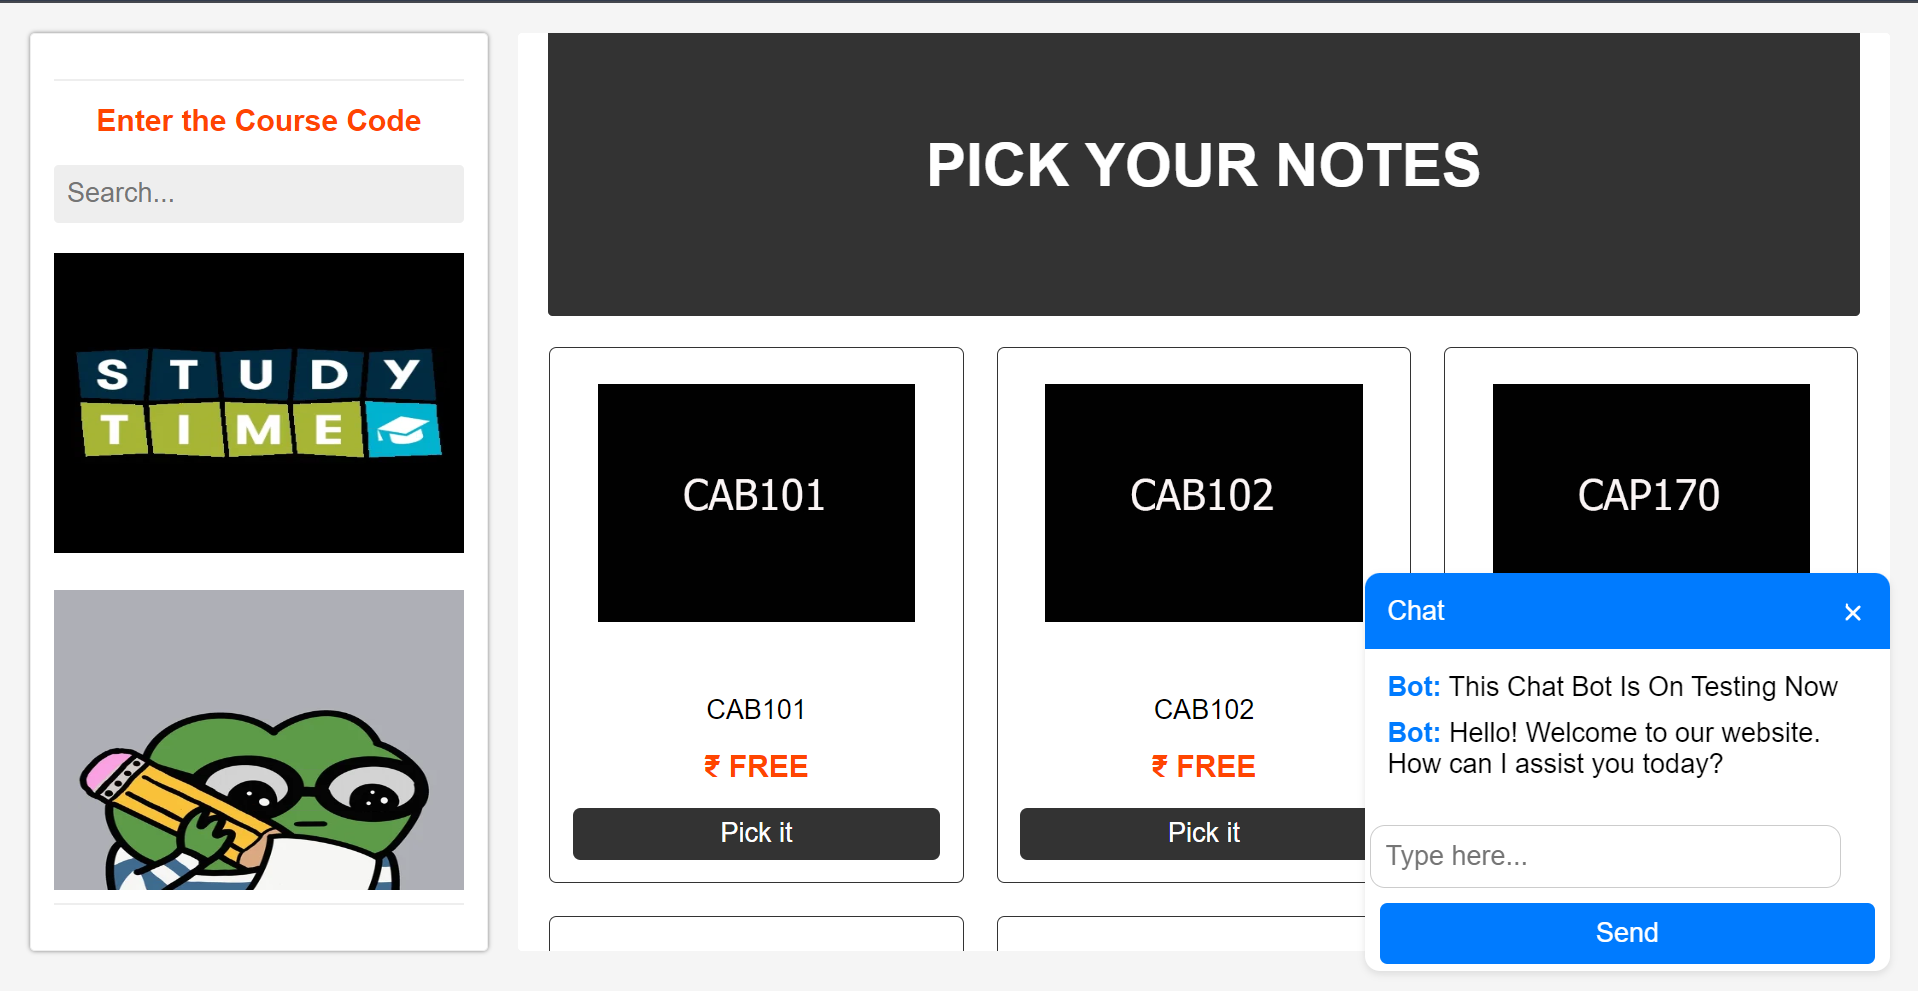 Enter the Course Code
Search...
STUDY
TIME
PICK YOUR NOTES
CAB101
CAB101
₹ FREE
Pick it
CAB102
CAB102
₹ FREE
Pick it
CAP170
Chat
×
Bot: This Chat Bot Is On Testing Now
Bot: Hello! Welcome to our website.
How can I assist you today?
Type here...
Send